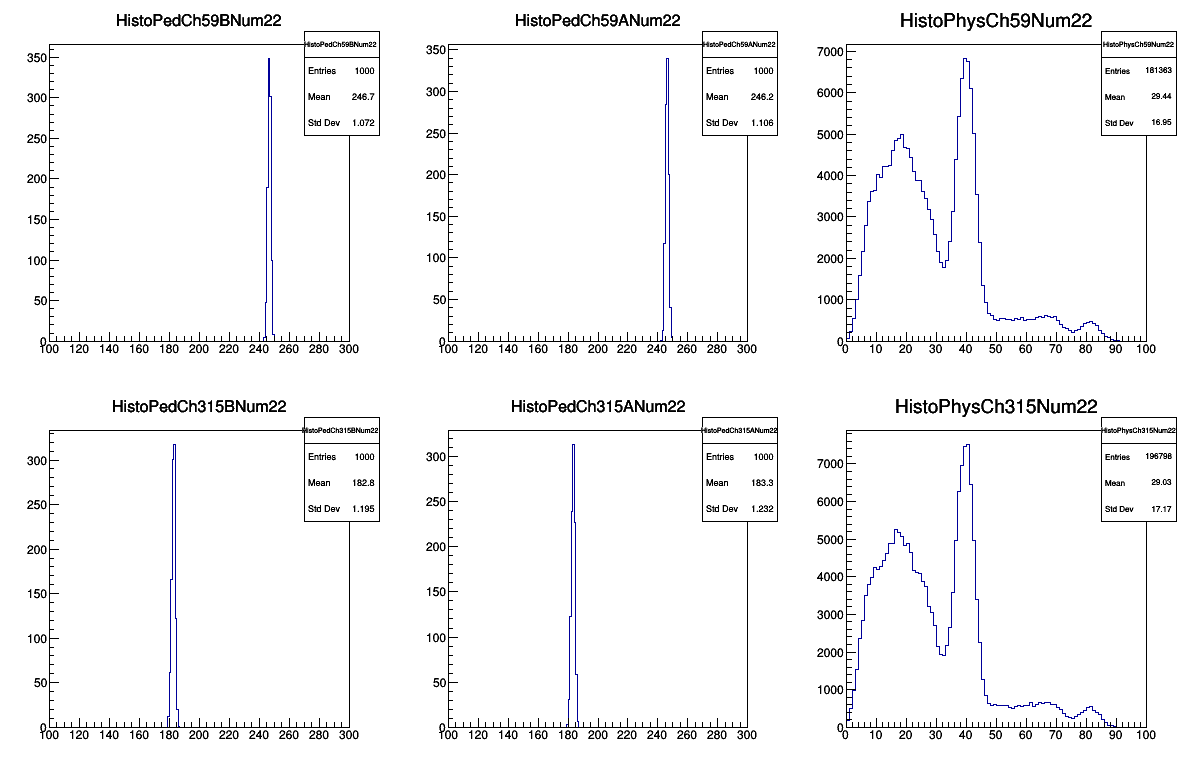 HistoPedCh59BNum22
HistoPedCh59BNum22
Entries 1000
Mean 246.7
Std Dev 1.072
350
300
250
200
150
100
50
0
100 120 140 160 180 200 220 240 260 280 300
HistoPedCh59ANum22
HistoPedCh59ANum22
Entries 1000
Mean 246.2
Std Dev 1.106
350
300
250
200
150
100
50
0
100 120 140 160 180 200 220 240 260 280 300
HistoPhysCh59Num22
HistoPhysCh59Num22
Entries 181363
Mean 29.44
Std Dev 16.95
7000
6000
5000
4000
3000
2000
1000
0
0 10 20 30 40 50 60 70 80 90 100
HistoPedCh315BNum22
HistoPedCh315BNum22
Entries 1000
Mean 182.8
Std Dev 1.195
300
250
200
150
100
50
0
100 120 140 160 180 200 220 240 260 280 300
HistoPedCh315ANum22
HistoPedCh315ANum22
Entries 1000
Mean 183.3
Std Dev 1.232
300
250
200
150
100
50
0
100 120 140 160 180 200 220 240 260 280 300
HistoPhysCh315Num22
HistoPhysCh315Num22
Entries 196798
Mean 29.03
Std Dev 17.17
7000
6000
5000
4000
3000
2000
1000
0
0 10 20 30 40 50 60 70 80 90 100